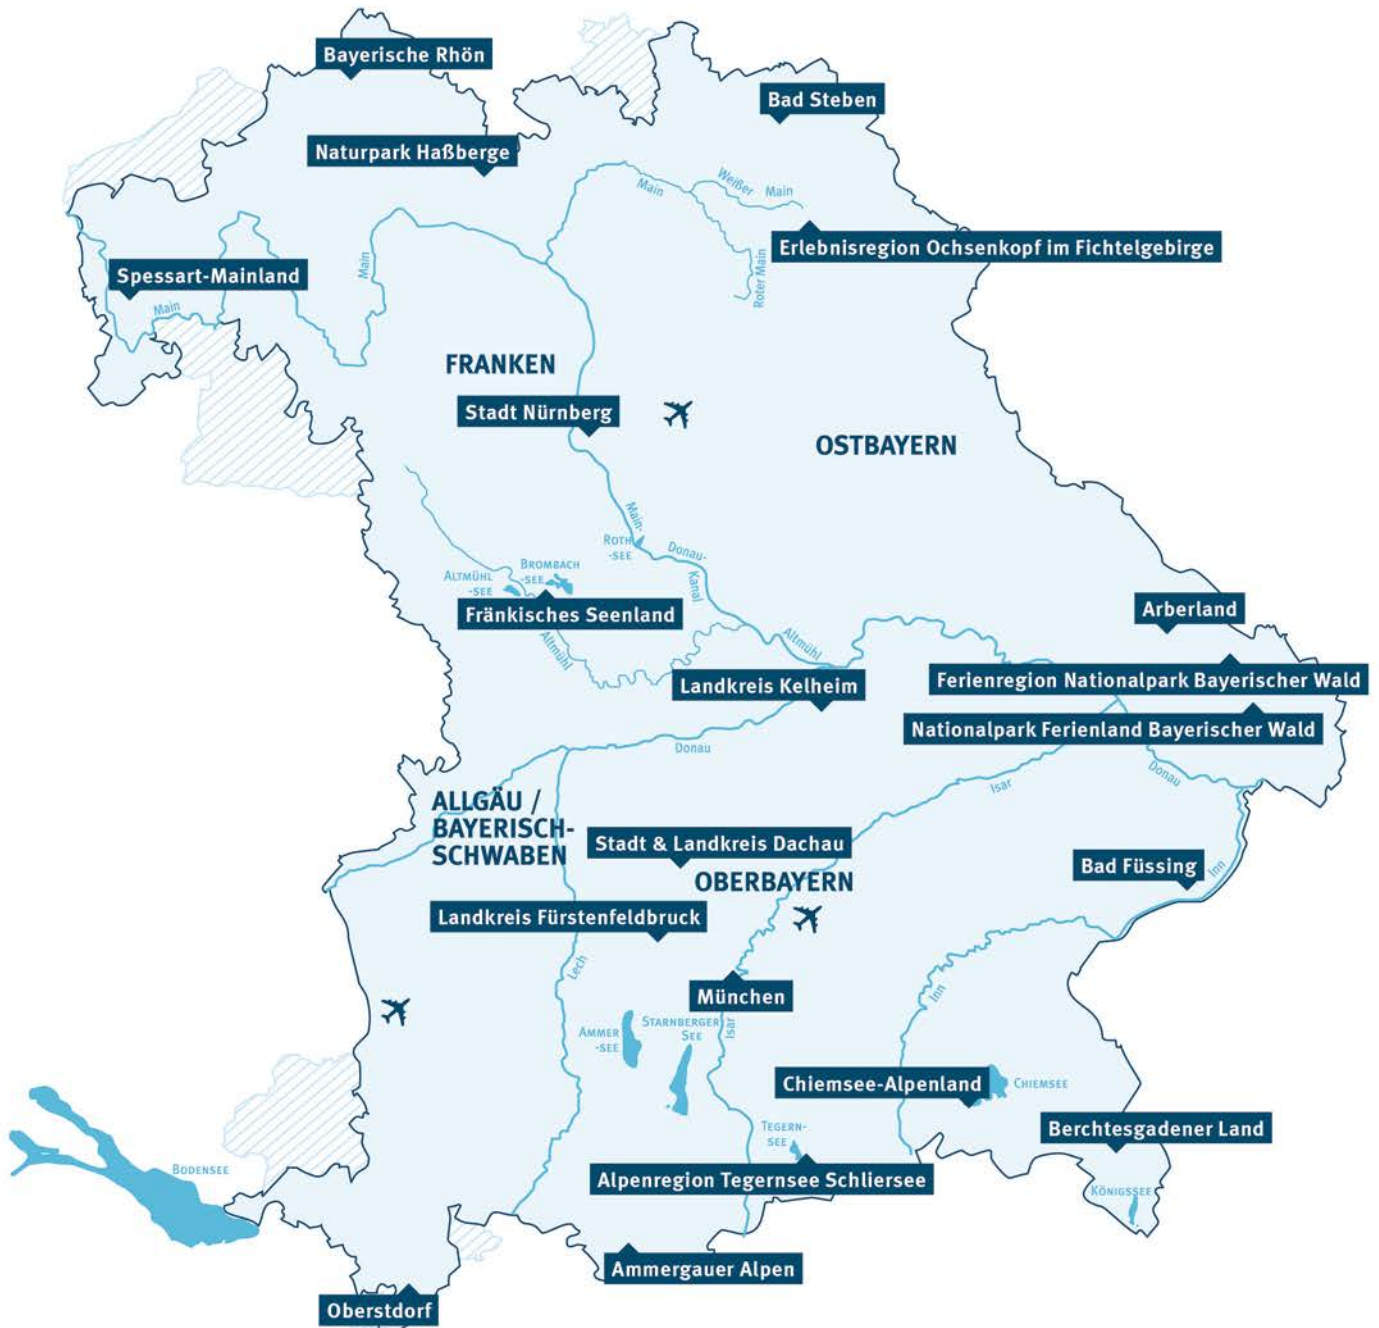 Bayerische Rhön
Bad Steben
Naturpark Haßberge
Main
Weißer
Main
Erlebnisregion Ochsenkopf im Fichtelgebirge
Main
Roter Main
Spessart-Mainland
Main
FRANKEN
Stadt Nürnberg
OSTBAYERN
Main-
Donau-
Kanal
ROTH
-SEE
BROMBACH
-SEE
ALTMÜHL
-SEE
Fränkisches Seenland
Altmühl
Altmühl
Arberland
Landkreis Kelheim
Ferienregion Nationalpark Bayerischer Wald
Nationalpark Ferienland Bayerischer Wald
Donau
Donau
Isar
ALLGÄU /
BAYERISCH-
SCHWABEN
Stadt & Landkreis Dachau
OBERBAYERN
Bad Füssing
Inn
Landkreis Fürstenfeldbruck
Lech
München
Inn
AMMER
-SEE
STARNBERGER
SEE
Isar
Chiemsee-Alpenland
CHIEMSEE
TEGERN-
SEE
Berchtesgadener Land
BODENSEE
Alpenregion Tegernsee Schliersee
KÖNIGSSEE
Ammergauer Alpen
Oberstdorf